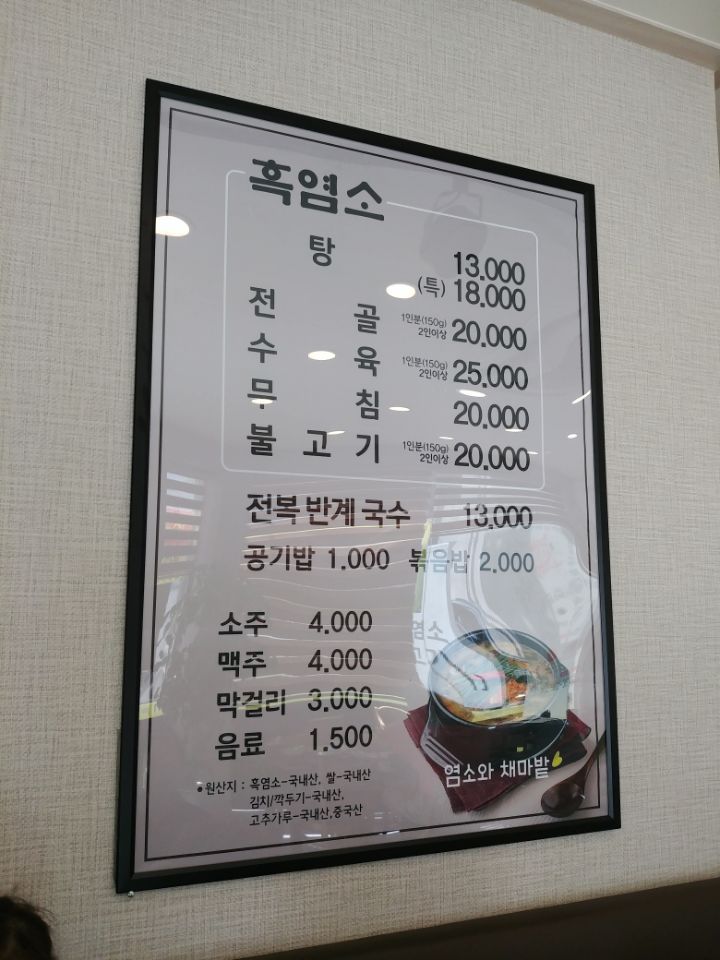 흑염소
탕 13.000
(특) 18.000
전 골 1인분(150g) 2인이상 20.000
수 육 1인분(150g) 2인이상 25.000
무 침 20.000
불 고 기 1인분(150g) 2인이상 20.000
전복 반계 국수 13.000
공기밥 1.000 볶음밥 2.000
소주 4.000
맥주 4.000
막걸리 3.000
음료 1.500
●원산지 : 흑염소-국내산, 쌀-국내산
김치/깍두기-국내산,
고추가루-국내산,중국산
염소와 채마밭